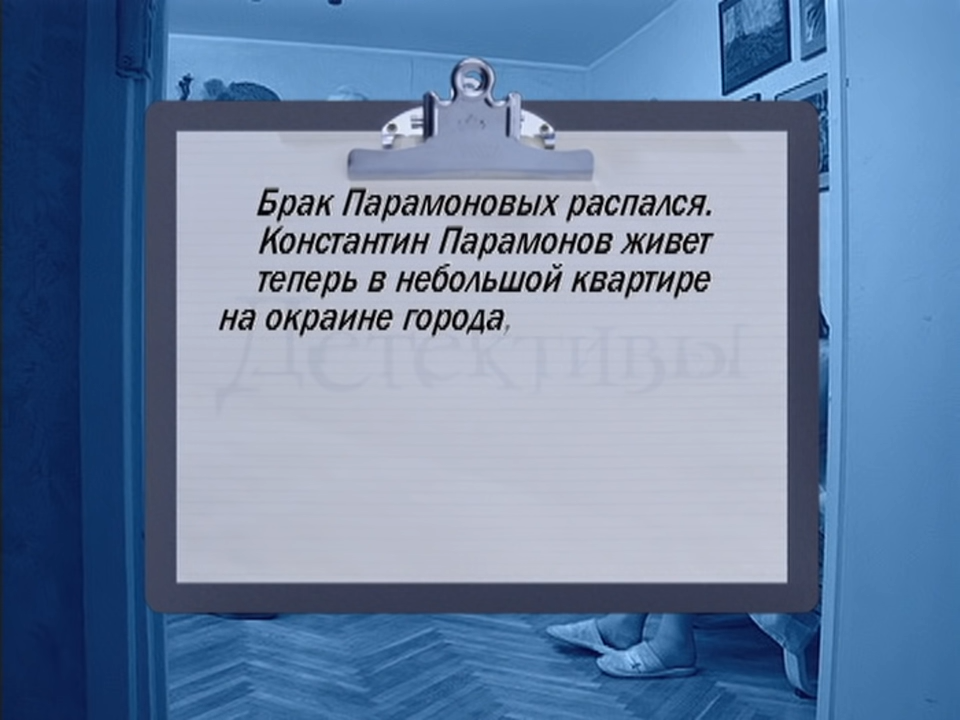 Брак Парамоновых распался.
Константин Парамонов живет
теперь в небольшой квартире
на окраине города,
Детективы